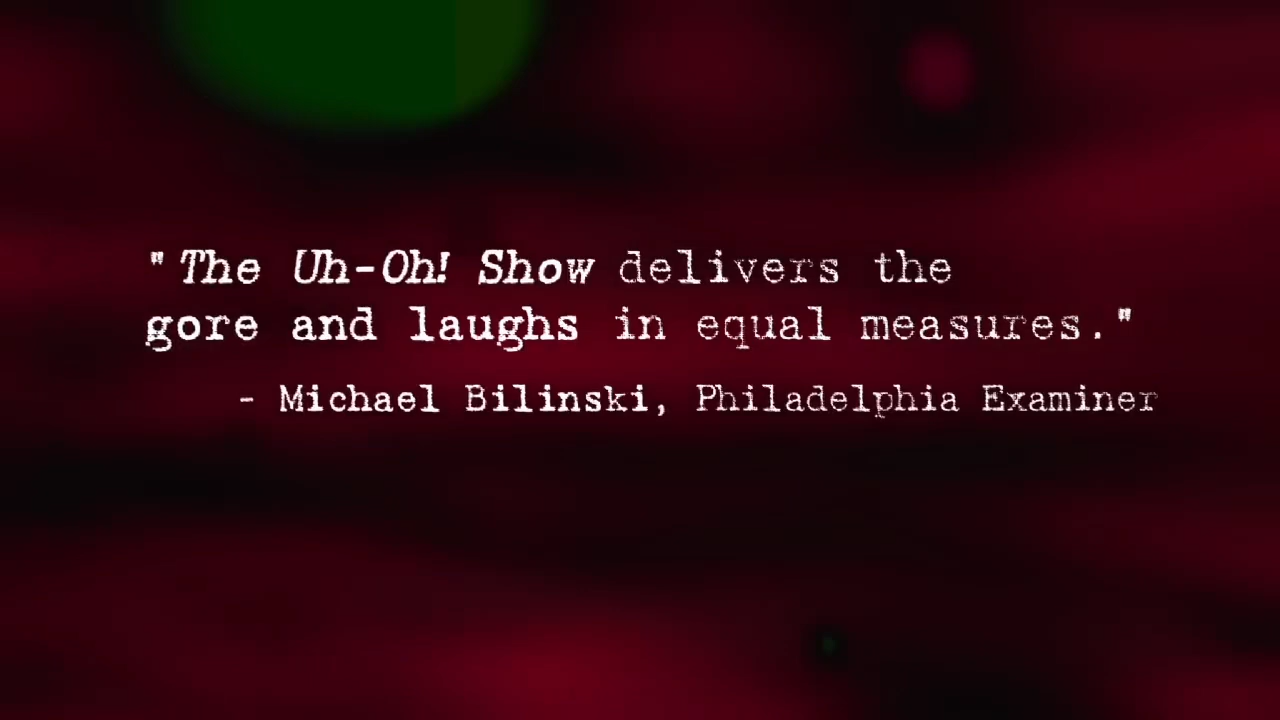 "The Uh-Oh! Show delivers the
gore and laughs in equal measures."
- Michael Bilinski, Philadelphia Examiner